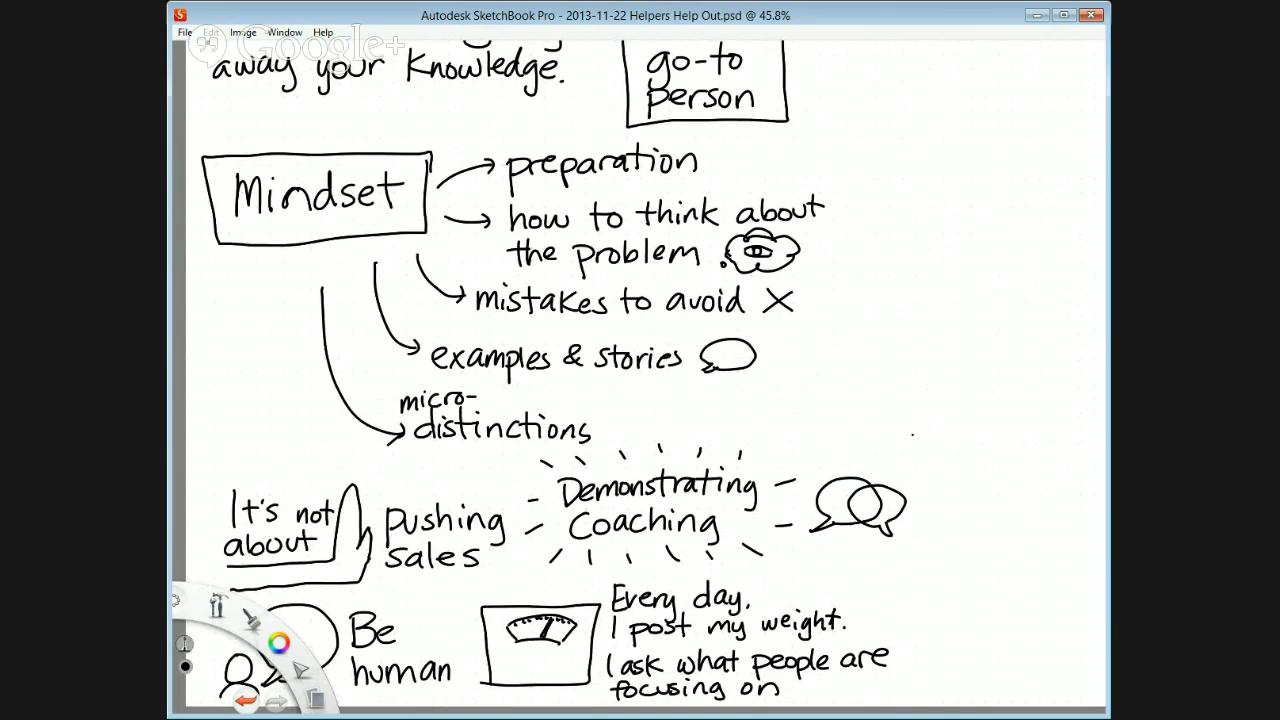 Autodesk SketchBook Pro - 2013-11-22 Helpers Help Out.psd @ 45.8%
File Edit Image Window Help
Google+
away your knowledge.
go-to
person
Mindset
preparation
how to think about
the problem
mistakes to avoid X
examples & stories
micro-
distinctions
It's not
about
pushing
sales
Demonstrating
Coaching
Be
human
Every day,
I post my weight.
I ask what people are
focusing on